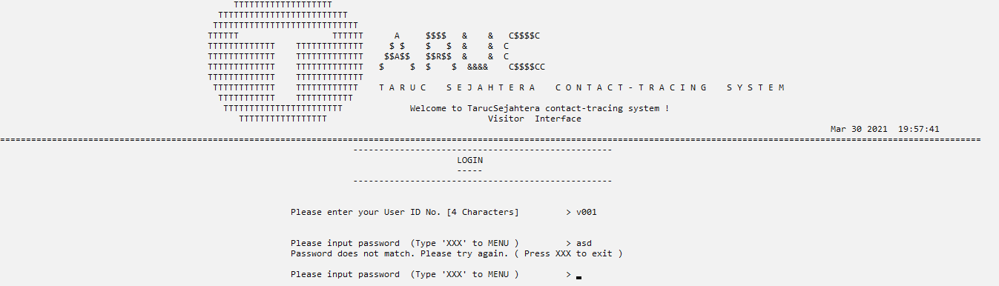 TTTTTTTTTTTTTTTTTTT
TTTTTTTTTTTTTTTTTTTTTTTTT
TTTTTTTTTTTTTTTTTTTTTTTTTTTT
TTTTTT                  TTTTTT      A     $$$$   &    &   C$$$$C
TTTTTTTTTTTTT    TTTTTTTTTTTTT     $ $    $   $  &    &  C
TTTTTTTTTTTTT    TTTTTTTTTTTTT    $$A$$   $$R$$  &    &  C
TTTTTTTTTTTTT    TTTTTTTTTTTTT   $     $  $    $  &&&&    C$$$$CC
TTTTTTTTTTTTT    TTTTTTTTTTTTT
TTTTTTTTTTTT    TTTTTTTTTTTT    T A R U C    S E J A H T E R A    C O N T A C T - T R A C I N G    S Y S T E M
TTTTTTTTTTT    TTTTTTTTTTT
TTTTTTTTTTTTTTTTTTTTTTT             Welcome to TarucSejahtera contact-tracing system !
TTTTTTTTTTTTTTTTT                               Visitor  Interface
Mar 30 2021  19:57:41
=============================================================================================================================================================================================
--------------------------------------------------
LOGIN
-----
--------------------------------------------------
Please enter your User ID No. [4 Characters]         > v001
Please input password  (Type 'XXX' to MENU )         > asd
Password does not match. Please try again. ( Press XXX to exit )
Please input password  (Type 'XXX' to MENU )         >